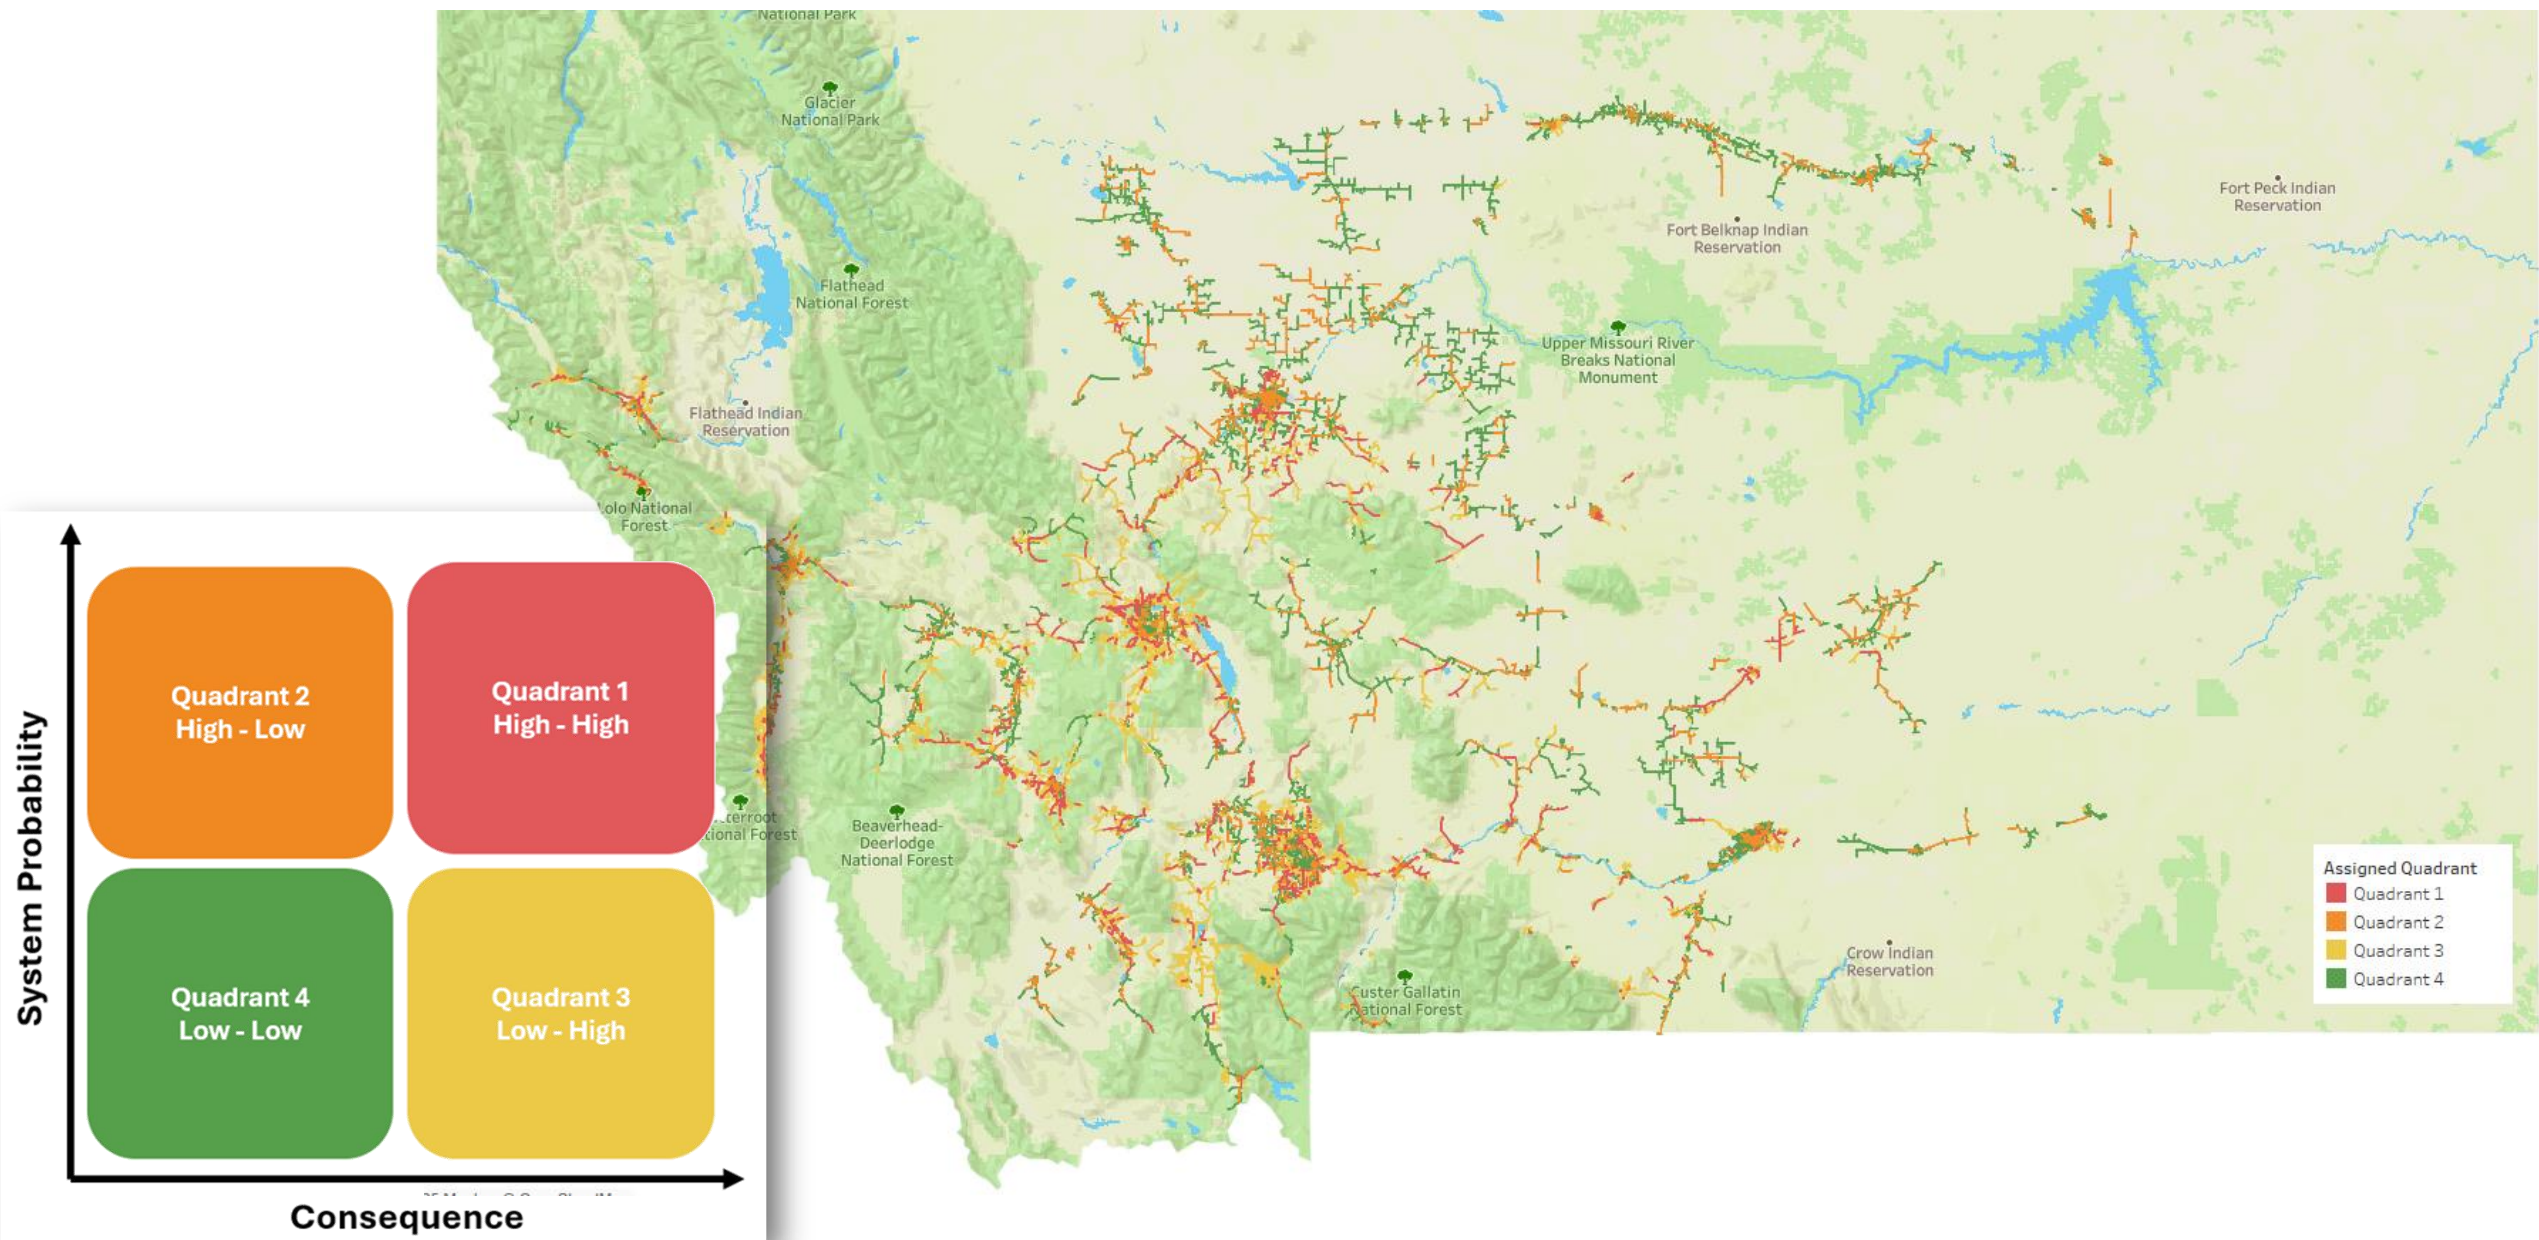 National Park
Glacier
National Park
Flathead
National Forest
Flathead Indian
Reservation
Lolo National
Forest
Fort Belknap Indian
Reservation
Fort Peck Indian
Reservation
Upper Missouri River
Breaks National
Monument
Beaverhead-
Deerlodge
National Forest
Custer Gallatin
National Forest
Crow Indian
Reservation
Forest
System Probability
Quadrant 2
High - Low
Quadrant 1
High - High
Quadrant 4
Low - Low
Quadrant 3
Low - High
Consequence
Assigned Quadrant
Quadrant 1
Quadrant 2
Quadrant 3
Quadrant 4